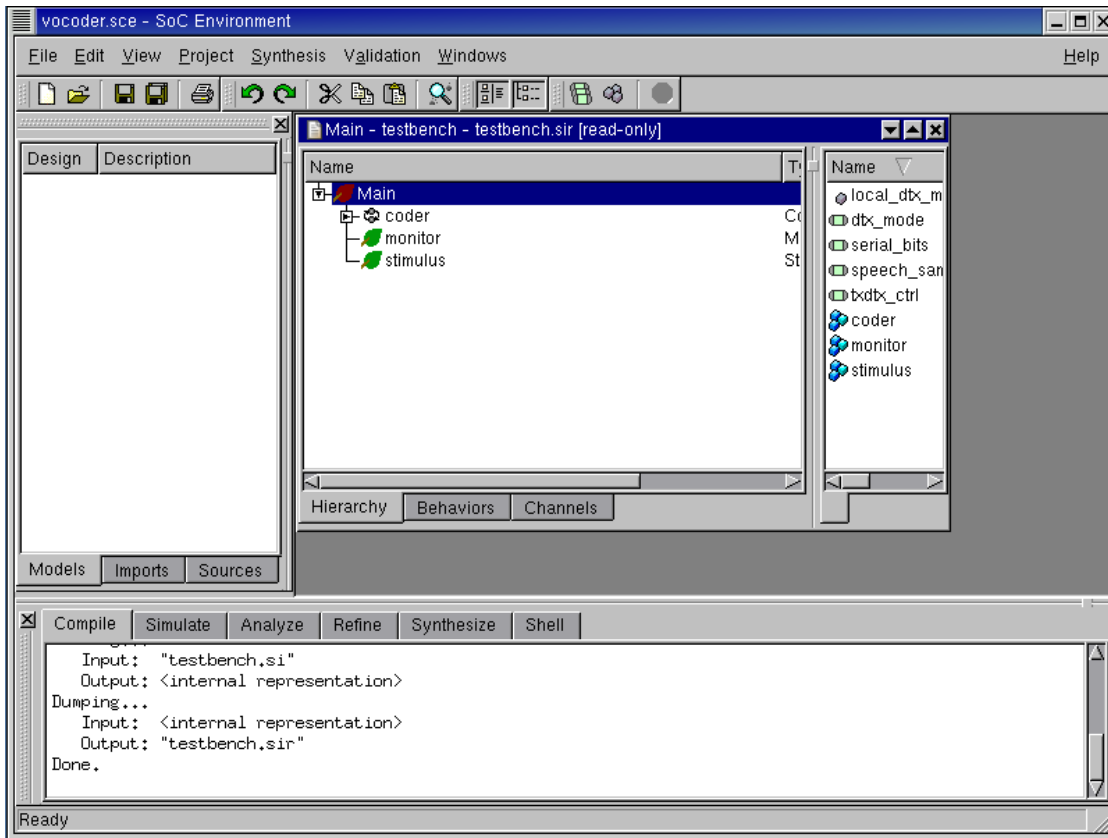 vocoder.sce - SoC Environment
File Edit View Project Synthesis Validation Windows Help
Design Description
Main - testbench - testbench.sir [read-only]
Name
Main
coder
monitor
stimulus
M
St
Name
local_dtx_m
dtx_mode
serial_bits
speech_san
txdtx_ctrl
coder
monitor
stimulus
Hierarchy Behaviors Channels
Models Imports Sources
Compile Simulate Analyze Refine Synthesize Shell
Input: "testbench.si"
Output: <internal representation>
Dumping...
Input: <internal representation>
Output: "testbench.sir"
Done.
Ready